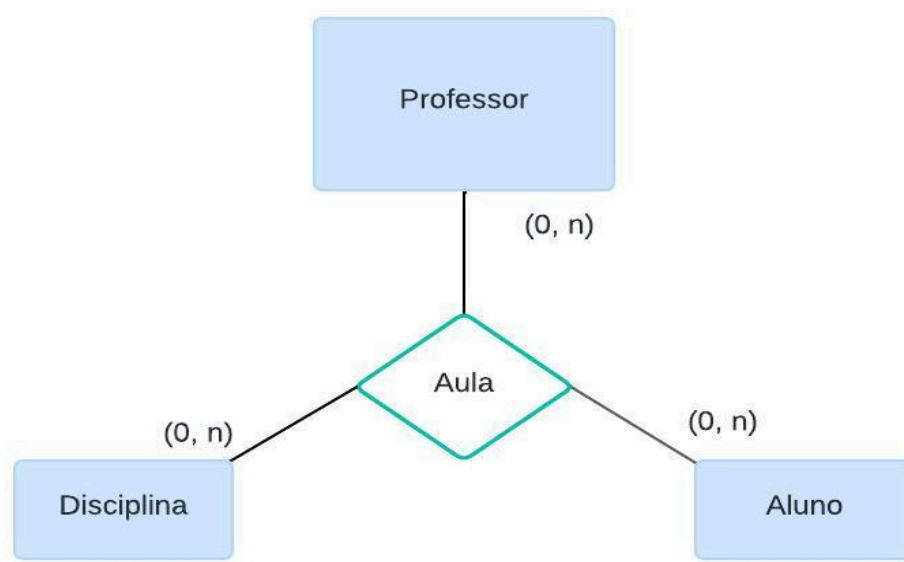 Professor
(0, n)
Aula
(0, n)
(0, n)
Disciplina
Aluno